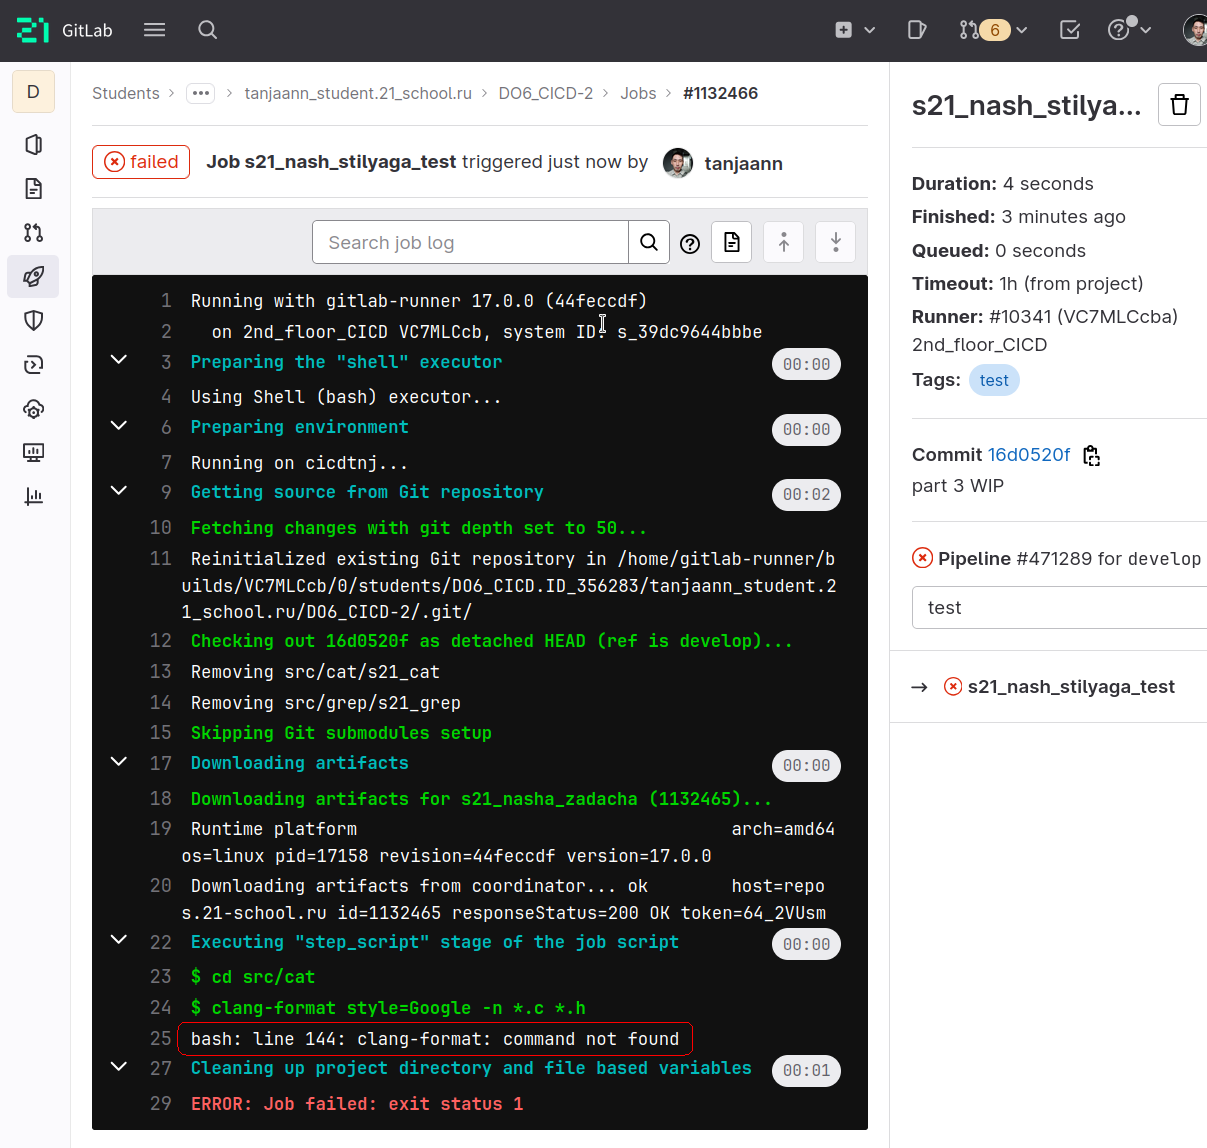 GitLab
6
D
Students > ••• > tanjaann_student.21_school.ru > DO6_CICD-2 > Jobs > #1132466
failed Job s21_nash_stilyaga_test triggered just now by tanjaann
Search job log
1 Running with gitlab-runner 17.0.0 (44feccdf)
2 on 2nd_floor_CICD VC7MLCcb, system ID: s_39dc9644bbbe
3 Preparing the "shell" executor 00:00
4 Using Shell (bash) executor...
6 Preparing environment 00:00
7 Running on cicdtnj...
9 Getting source from Git repository 00:02
10 Fetching changes with git depth set to 50...
11 Reinitialized existing Git repository in /home/gitlab-runner/b
uilds/VC7MLCcb/0/students/DO6_CICD.ID_356283/tanjaann_student.2
1_school.ru/DO6_CICD-2/.git/
12 Checking out 16d0520f as detached HEAD (ref is develop)...
13 Removing src/cat/s21_cat
14 Removing src/grep/s21_grep
15 Skipping Git submodules setup
17 Downloading artifacts 00:00
18 Downloading artifacts for s21_nasha_zadacha (1132465)...
19 Runtime platform arch=amd64
os=linux pid=17158 revision=44feccdf version=17.0.0
20 Downloading artifacts from coordinator... ok host=repo
s.21-school.ru id=1132465 responseStatus=200 OK token=64_2VUsm
22 Executing "step_script" stage of the job script 00:00
23 $ cd src/cat
24 $ clang-format style=Google -n *.c *.h
25 bash: line 144: clang-format: command not found
27 Cleaning up project directory and file based variables 00:01
29 ERROR: Job failed: exit status 1
s21_nash_stilya...
Duration: 4 seconds
Finished: 3 minutes ago
Queued: 0 seconds
Timeout: 1h (from project)
Runner: #10341 (VC7MLCcba)
2nd_floor_CICD
Tags: test
Commit 16d0520f
part 3 WIP
Pipeline #471289 for develop
test
→ s21_nash_stilyaga_test